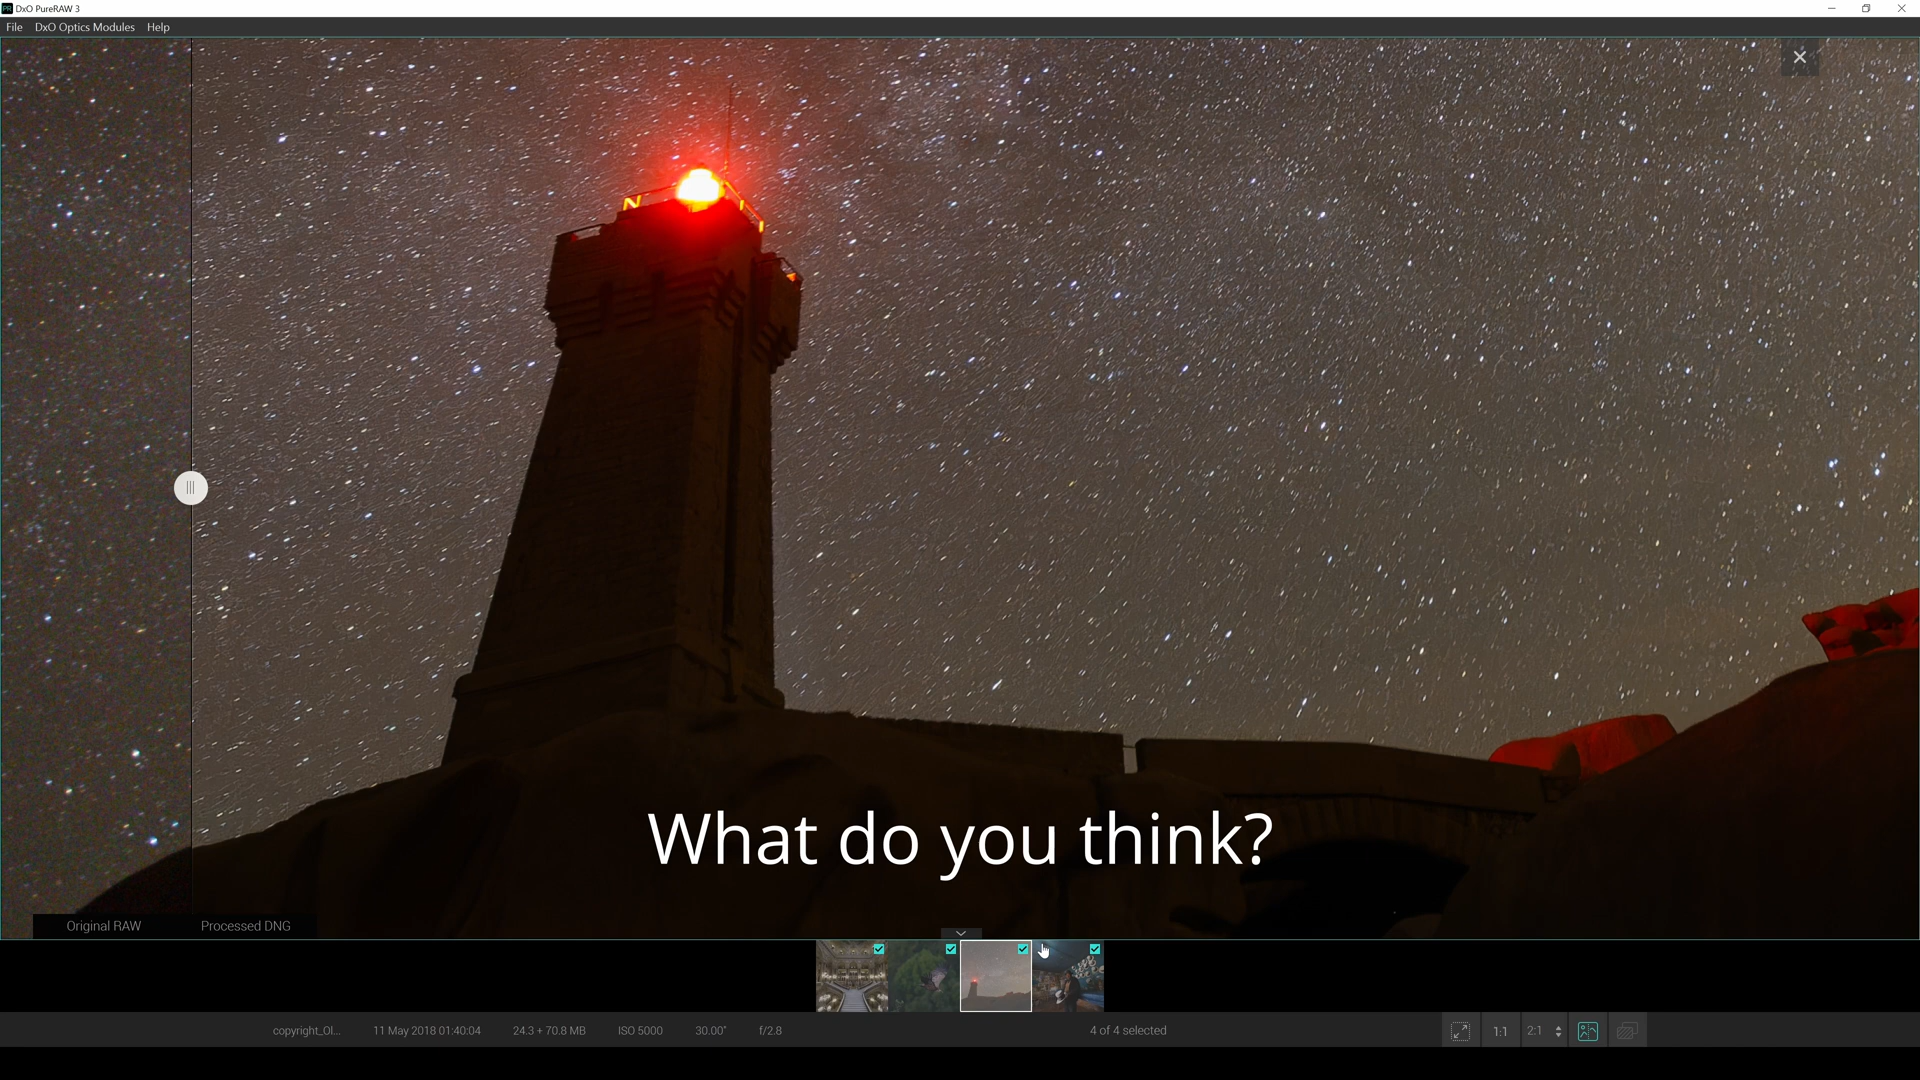 DxO PureRAW 3
File DxO Optics Modules Help
What do you think?
Original RAW Processed DNG
copyright_Ol... 11 May 2018 01:40:04 24.3 + 70.8 MB ISO 5000 30.00" f/2.8 4 of 4 selected 1:1 2:1